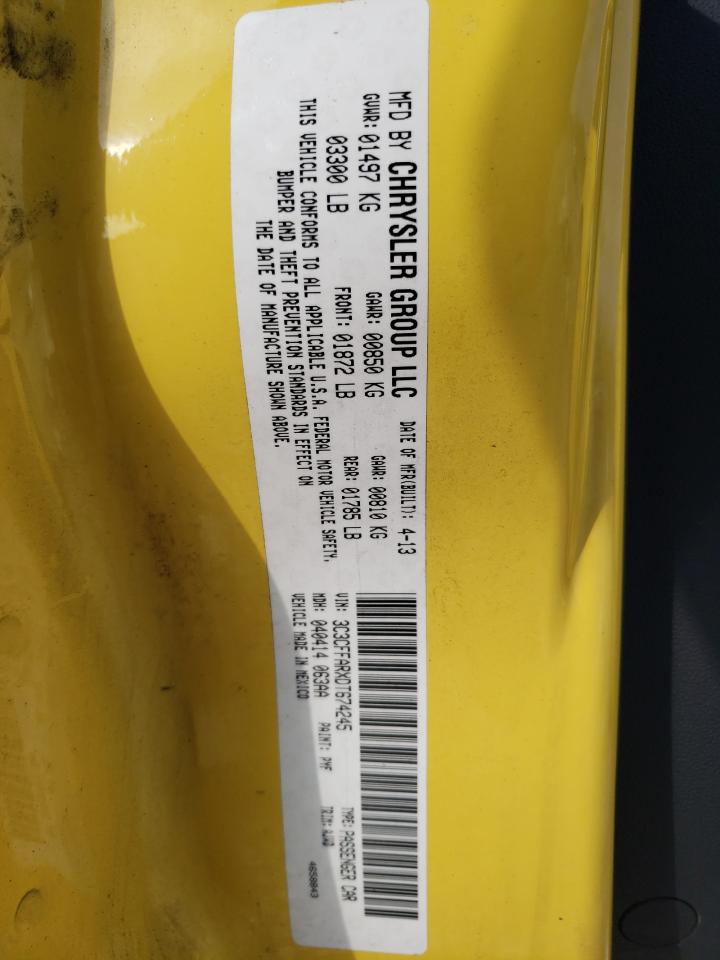 MFD BY CHRYSLER GROUP LLC DATE OF MFR(BUILT): 4-13
GVWR: 01497 KG GAWR: 00850 KG GAWR: 00810 KG
03300 LB FRONT: 01872 LB REAR: 01785 LB
THIS VEHICLE CONFORMS TO ALL APPLICABLE U.S.A. FEDERAL MOTOR VEHICLE SAFETY,
BUMPER AND THEFT PREVENTION STANDARDS IN EFFECT ON
THE DATE OF MANUFACTURE SHOWN ABOVE.
VIN: 3C3CFFARXDT674245 TYPE: PASSENGER CAR
MDH: 040414 063AA PAINT: PYF TRIM:
VEHICLE MADE IN MEXICO 4658843